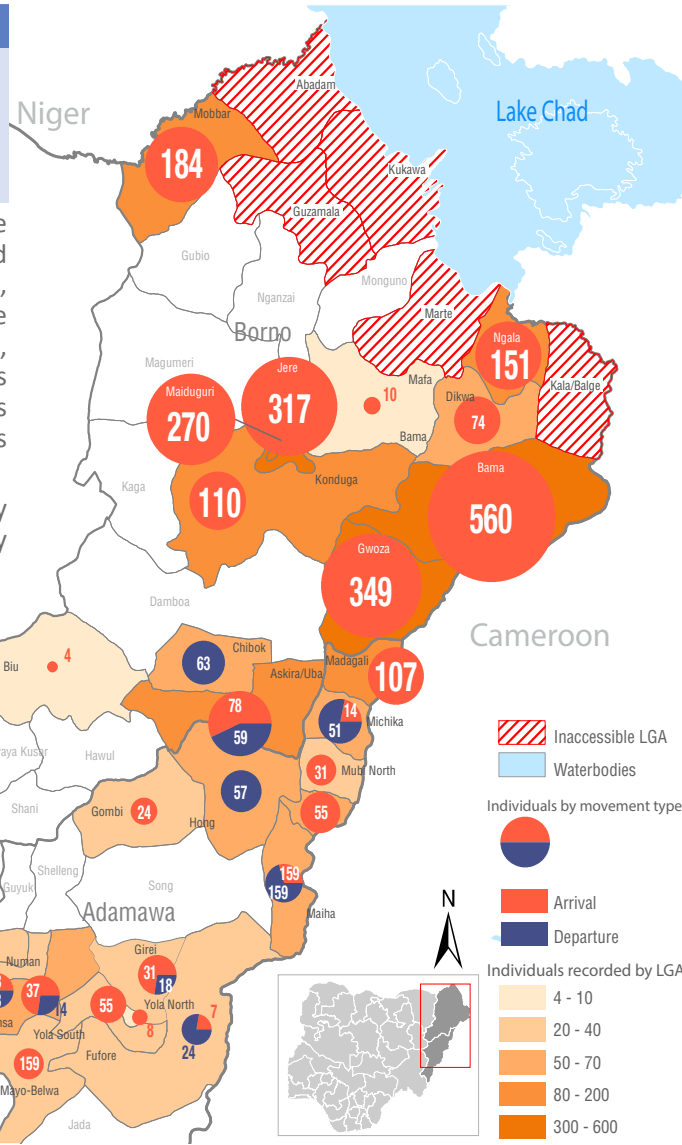 Niger
Lake Chad
Abadam
Mobbar
184
Kukawa
Guzamala
Gubio
Monguno
Nganzai
Marte
Borno
Ngala
151
Magumeri
Jere
317
Kala/Balge
Maiduguri
270
Mafa
10
Dikwa
74
Bama
Kaga
Konduga
110
Bama
560
Gwoza
349
Damboa
Cameroon
Chibok
63
Biu
4
Askira/Uba
Madagali
107
78
59
14
51
Michika
Hawul
31
Mubi North
57
Shani
Gombi
24
Hong
55
Shelleng
Guyuk
Song
159
159
Maiha
Adamawa
Numan
Girei
31
18
37
14
55
Yola North
8
7
24
Yola South
Fufore
159
Mayo-Belwa
Jada
Inaccessible LGA
Waterbodies
Individuals by movement type
Arrival
Departure
N
Individuals recorded by LGA
4 - 10
20 - 40
50 - 70
80 - 200
300 - 600